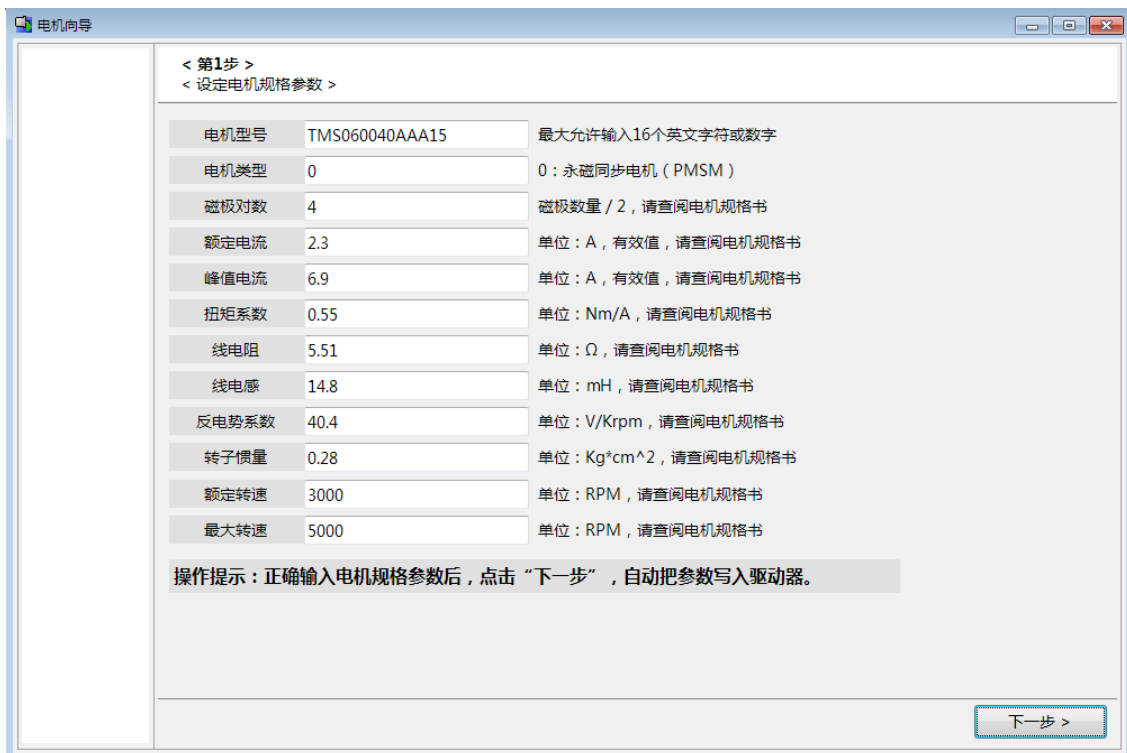 电机向导
< 第1步 >
< 设定电机规格参数 >
电机型号 TMS060040AAA15 最大允许输入16个英文字符或数字
电机类型 0 0：永磁同步电机（PMSM）
磁极对数 4 磁极数量 / 2，请查阅电机规格书
额定电流 2.3 单位：A，有效值，请查阅电机规格书
峰值电流 6.9 单位：A，有效值，请查阅电机规格书
扭矩系数 0.55 单位：Nm/A，请查阅电机规格书
线电阻 5.51 单位：Ω，请查阅电机规格书
线电感 14.8 单位：mH，请查阅电机规格书
反电势系数 40.4 单位：V/Krpm，请查阅电机规格书
转子惯量 0.28 单位：Kg*cm^2，请查阅电机规格书
额定转速 3000 单位：RPM，请查阅电机规格书
最大转速 5000 单位：RPM，请查阅电机规格书
操作提示：正确输入电机规格参数后，点击“下一步”，自动把参数写入驱动器。
下一步 >